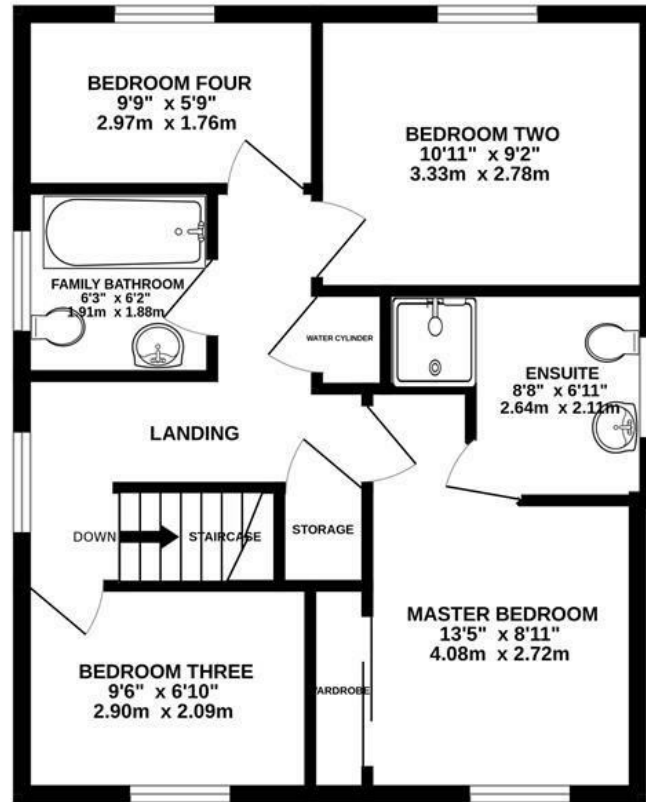 BEDROOM FOUR
9'9" x 5'9"
2.97m x 1.76m
BEDROOM TWO
10'11" x 9'2"
3.33m x 2.78m
FAMILY BATHROOM
6'3" x 6'2"
1.91m x 1.88m
WATER CYLINDER
ENSUITE
8'8" x 6'11"
2.64m x 2.11m
LANDING
DOWN
STAIRCASE
STORAGE
MASTER BEDROOM
13'5" x 8'11"
4.08m x 2.72m
BEDROOM THREE
9'6" x 6'10"
2.90m x 2.09m
WARDROBE